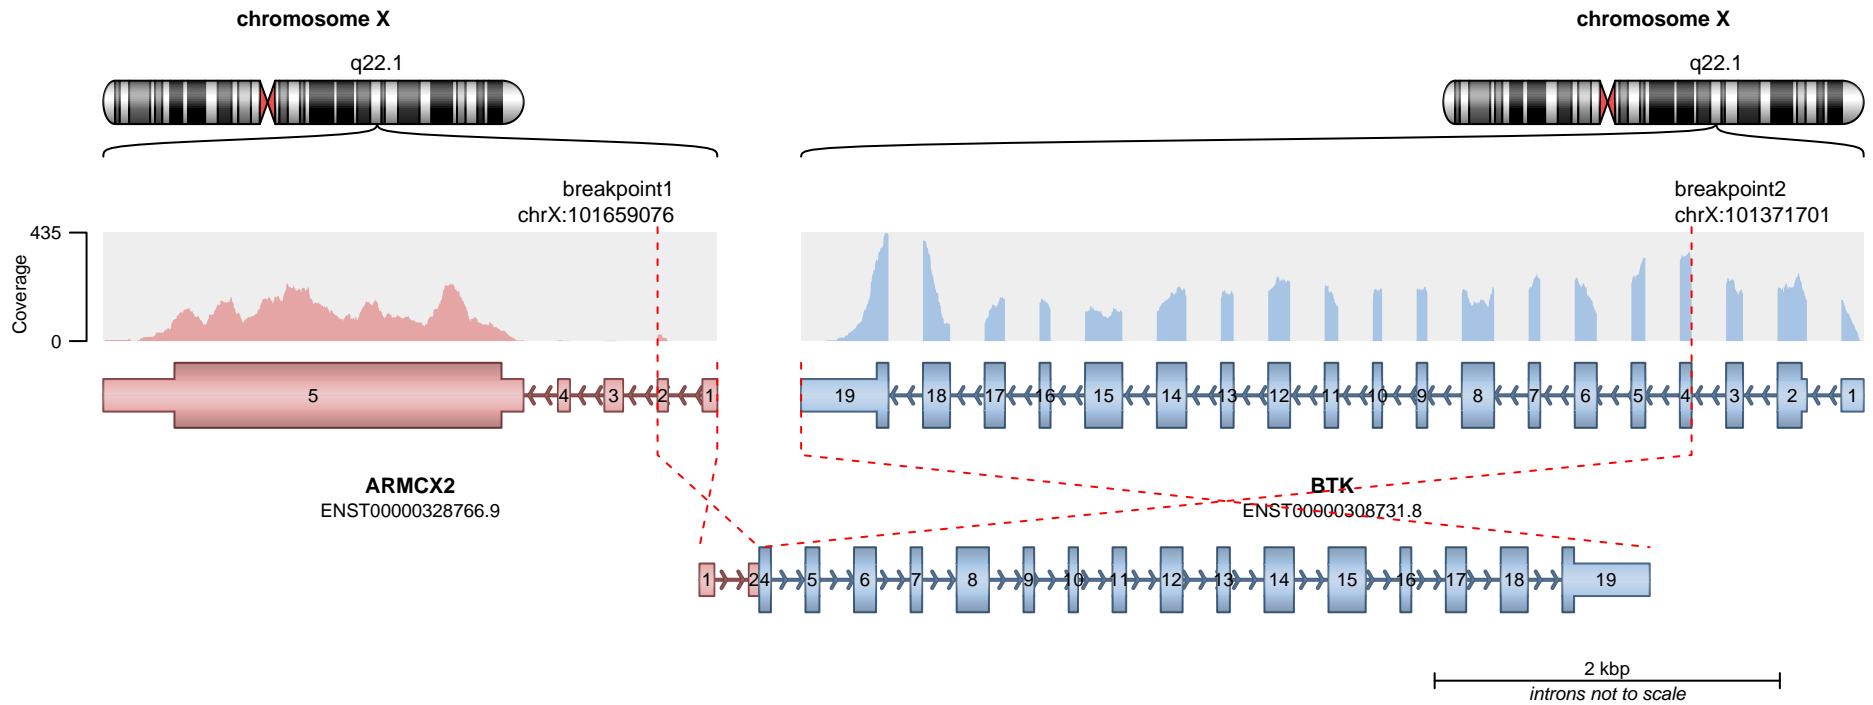 chromosome X
chromosome X
q22.1
q22.1
breakpoint1
chrX:101659076
breakpoint2
chrX:101371701
435
Coverage
0
5 4 3 2 1
19 18 17 16 15 14 13 12 11 10 9 8 7 6 5 4 3 2 1
ARMCX2
ENST00000328766.9
BTK
ENST00000308731.8
1 2 4 5 6 7 8 9 10 11 12 13 14 15 16 17 18 19
2 kbp
introns not to scale